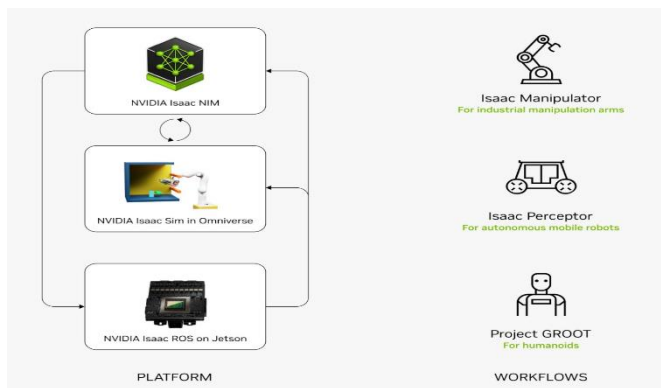 NVIDIA Isaac NIM
NVIDIA Isaac Sim in Omniverse
NVIDIA Isaac ROS on Jetson
PLATFORM
Isaac Manipulator
For industrial manipulation arms
Isaac Perceptor
For autonomous mobile robots
Project GROOT
For humanoids
WORKFLOWS